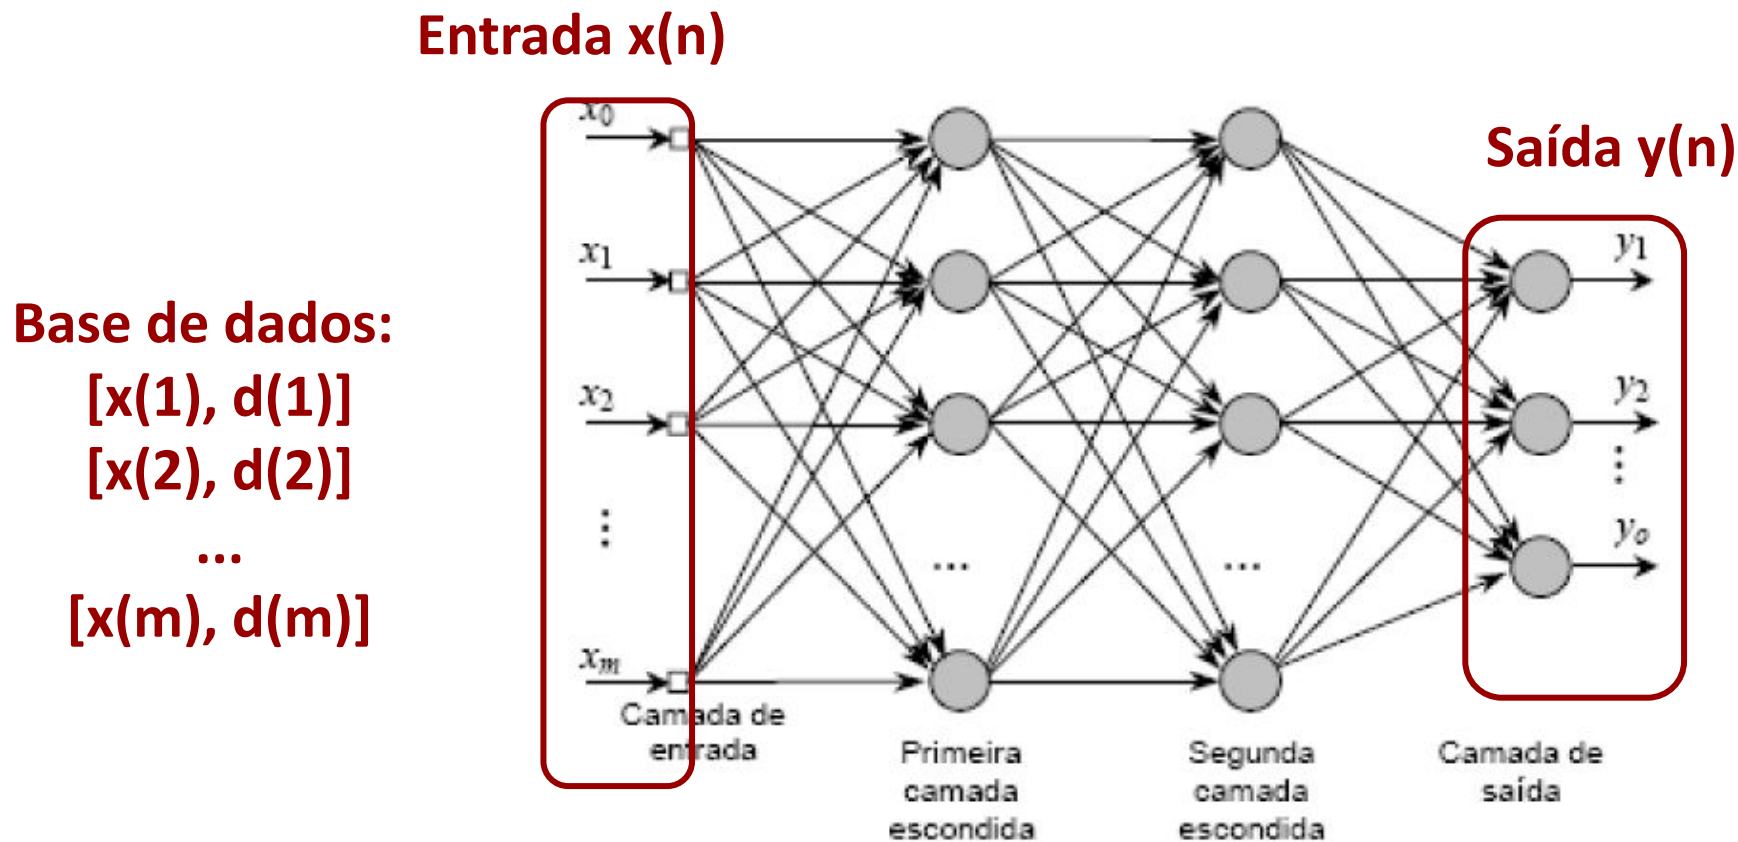 Entrada x(n)
Saída y(n)
Base de dados:
[x(1), d(1)]
[x(2), d(2)]
...
[x(m), d(m)]
x0
x1
x2
⋮
xm
...
...
y1
y2
⋮
yo
Camada de
entrada
Primeira
camada
escondida
Segunda
camada
escondida
Camada de
saída